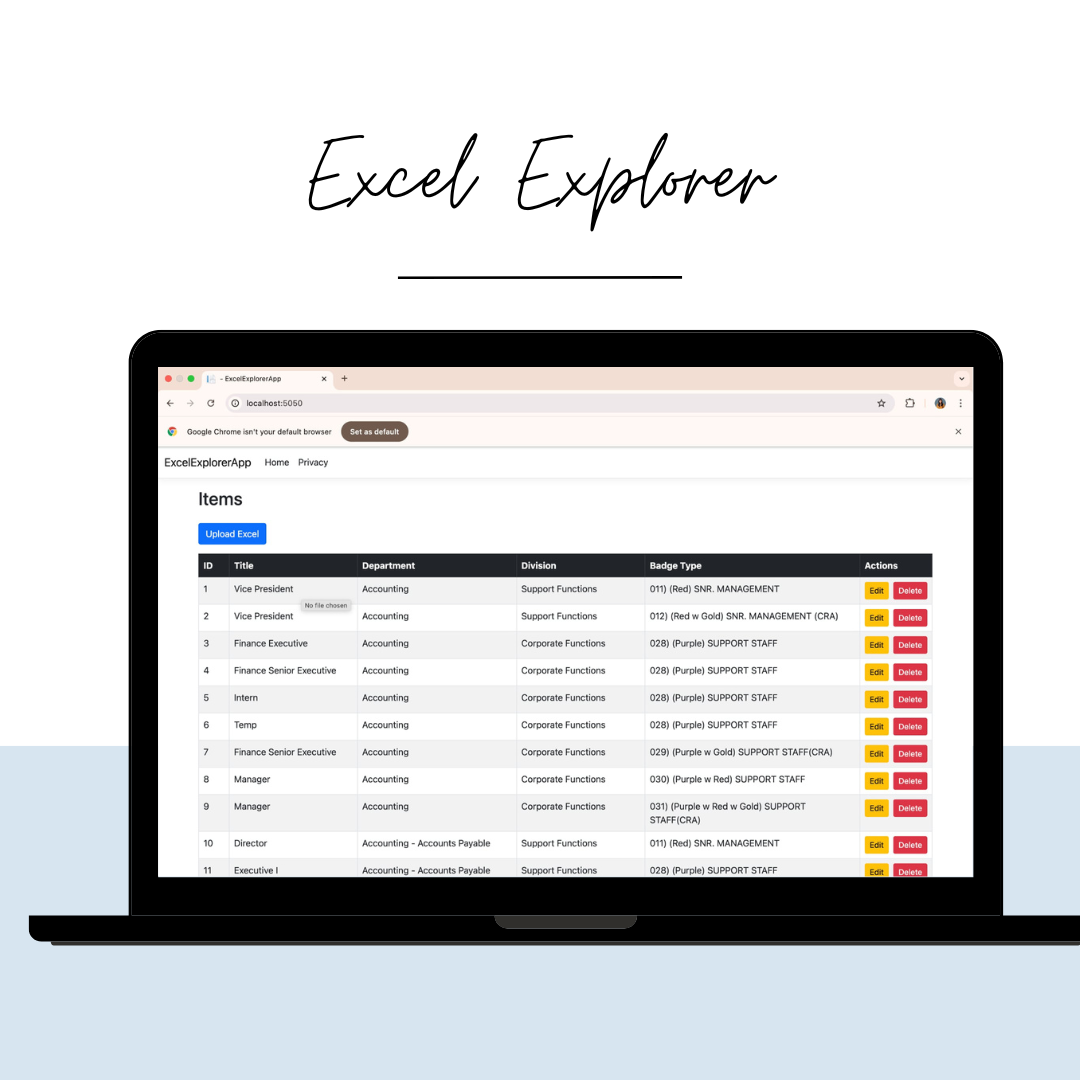 Excel Explorer
- ExcelExplorerApp
localhost:5050
Google Chrome isn't your default browser Set as default
ExcelExplorerApp Home Privacy
Items
Upload Excel
ID Title Department Division Badge Type Actions
1 Vice President Accounting Support Functions 011) (Red) SNR. MANAGEMENT Edit Delete
No file chosen
2 Vice President Accounting Support Functions 012) (Red w Gold) SNR. MANAGEMENT (CRA) Edit Delete
3 Finance Executive Accounting Corporate Functions 028) (Purple) SUPPORT STAFF Edit Delete
4 Finance Senior Executive Accounting Corporate Functions 028) (Purple) SUPPORT STAFF Edit Delete
5 Intern Accounting Corporate Functions 028) (Purple) SUPPORT STAFF Edit Delete
6 Temp Accounting Corporate Functions 028) (Purple) SUPPORT STAFF Edit Delete
7 Finance Senior Executive Accounting Corporate Functions 029) (Purple w Gold) SUPPORT STAFF(CRA) Edit Delete
8 Manager Accounting Corporate Functions 030) (Purple w Red) SUPPORT STAFF Edit Delete
9 Manager Accounting Corporate Functions 031) (Purple w Red w Gold) SUPPORT Edit Delete
STAFF(CRA)
10 Director Accounting - Accounts Payable Support Functions 011) (Red) SNR. MANAGEMENT Edit Delete
11 Executive I Accounting - Accounts Payable Support Functions 028) (Purple) SUPPORT STAFF Edit Delete